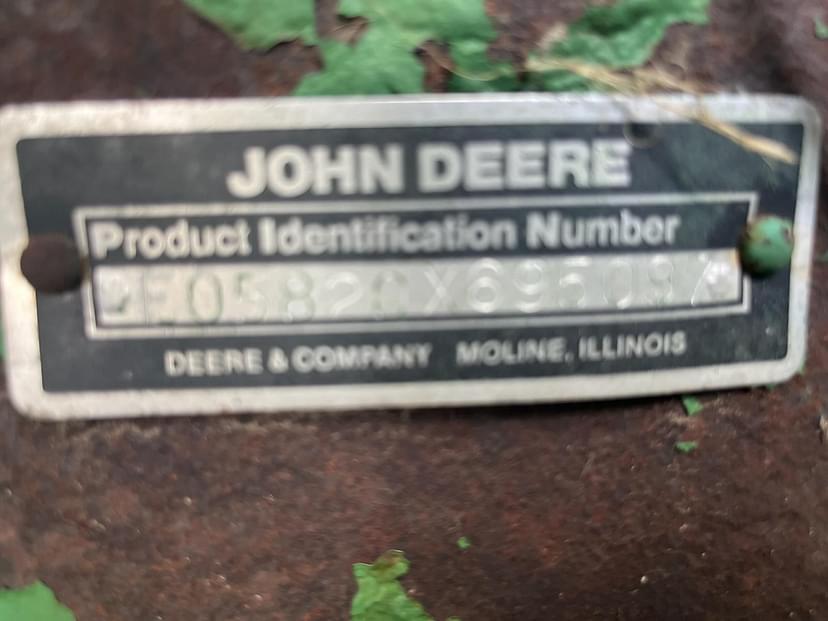 JOHN DEERE
Product Identification Number
DEERE & COMPANY MOLINE, ILLINOIS